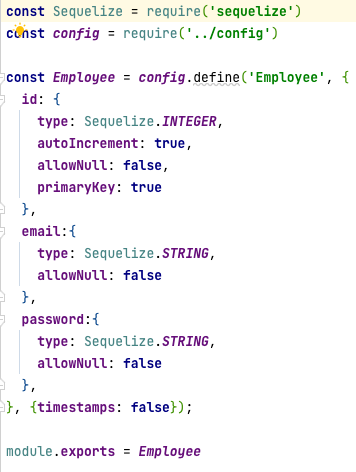 const Sequelize = require('sequelize')
const config = require('../config')

const Employee = config.define('Employee', {
  id: {
    type: Sequelize.INTEGER,
    autoIncrement: true,
    allowNull: false,
    primaryKey: true
  },
  email:{
    type: Sequelize.STRING,
    allowNull: false
  },
  password:{
    type: Sequelize.STRING,
    allowNull: false
  },
}, {timestamps: false});

module.exports = Employee